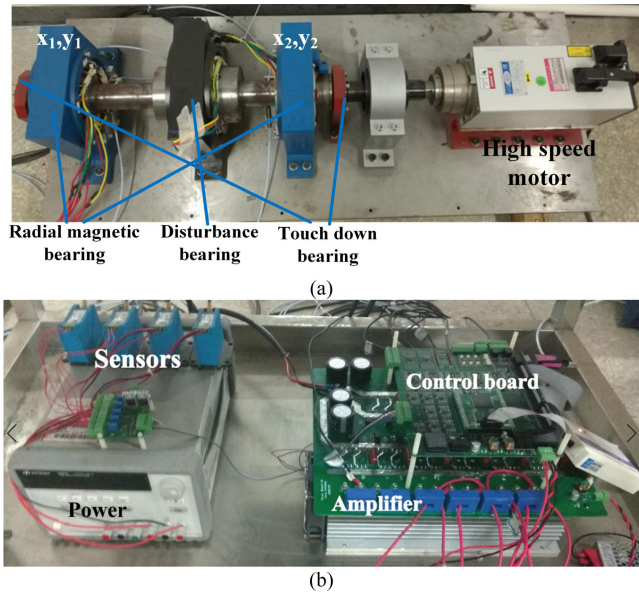 x1,y1
x2,y2
High speed
motor
Radial magnetic
bearing
Disturbance
bearing
Touch down
bearing
(a)
Sensors
Control board
Power
Amplifier
(b)